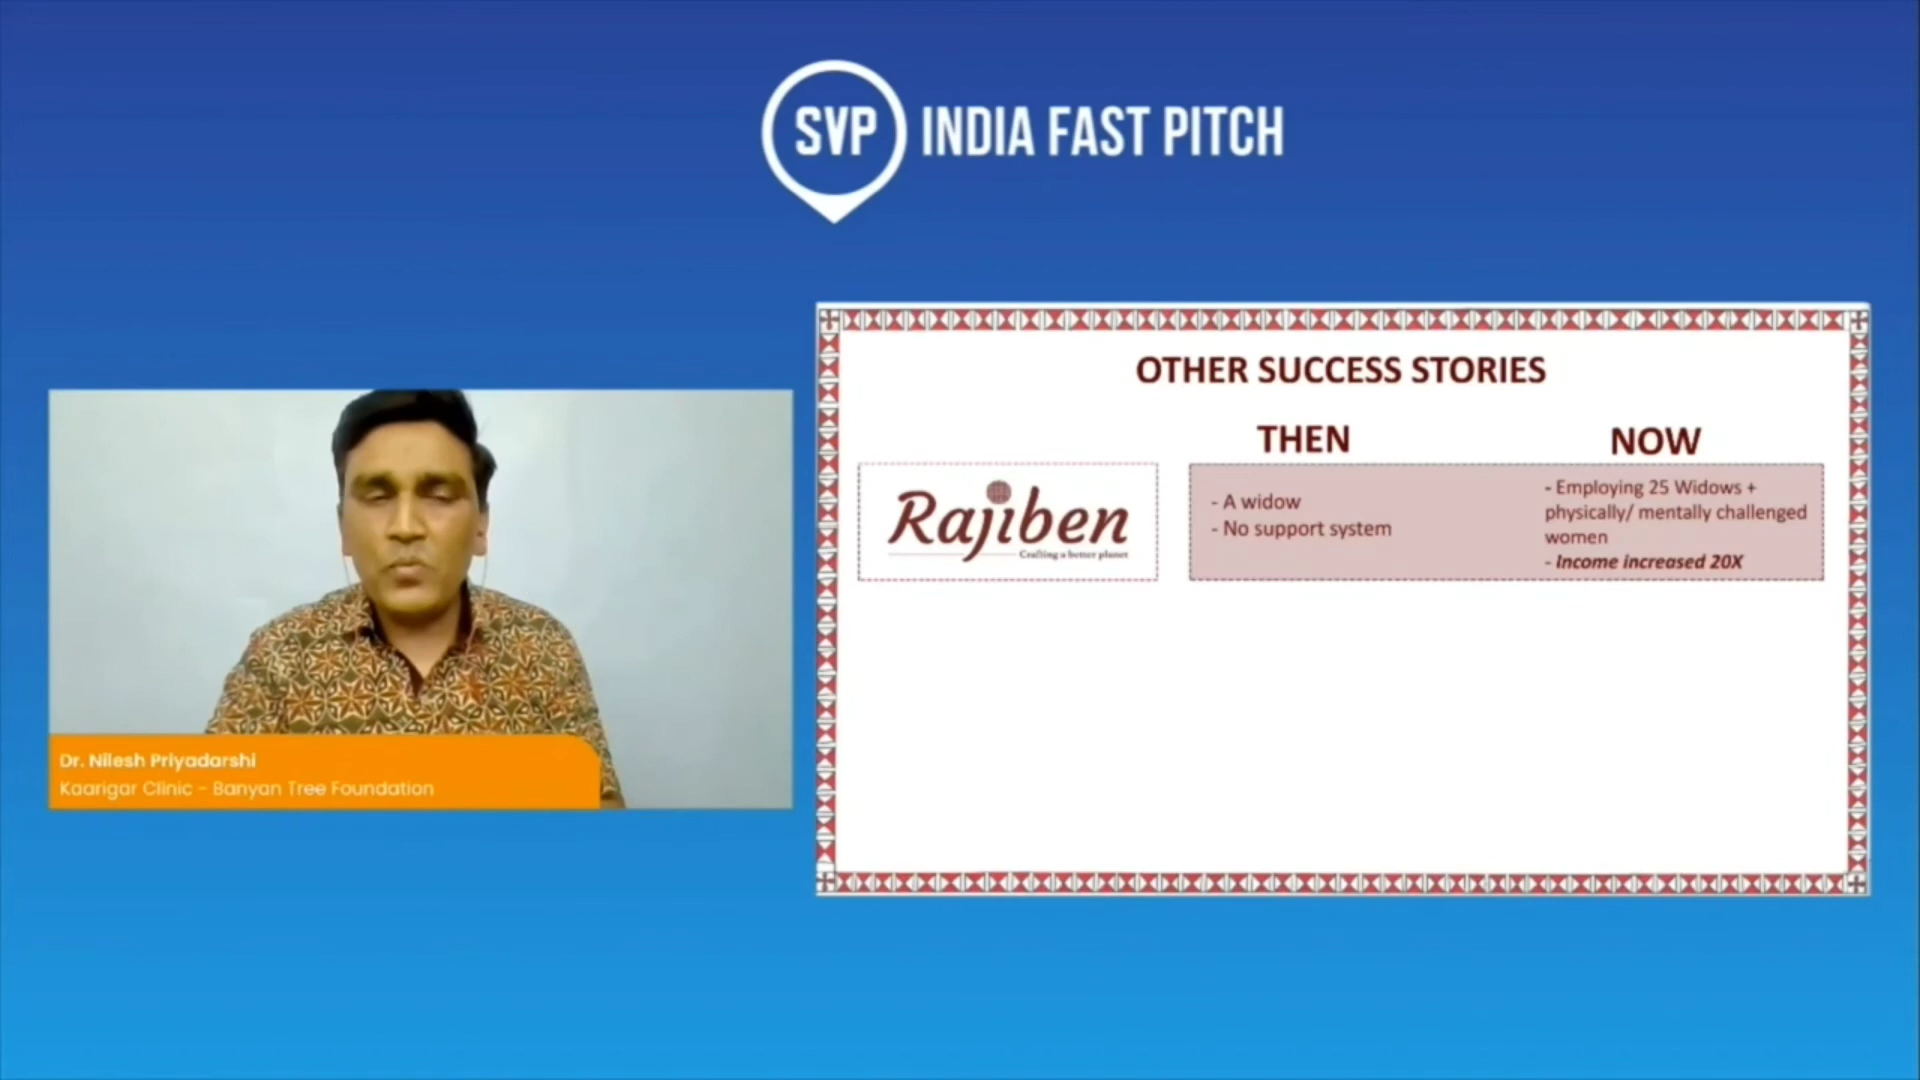 SVP INDIA FAST PITCH
OTHER SUCCESS STORIES
THEN
NOW
Rajiben
Crafting a better planet
- A widow
- No support system
- Employing 25 Widows +
physically/ mentally challenged
women
- Income increased 20X
Dr. Nilesh Priyadarshi
Kaarigar Clinic - Banyan Tree Foundation